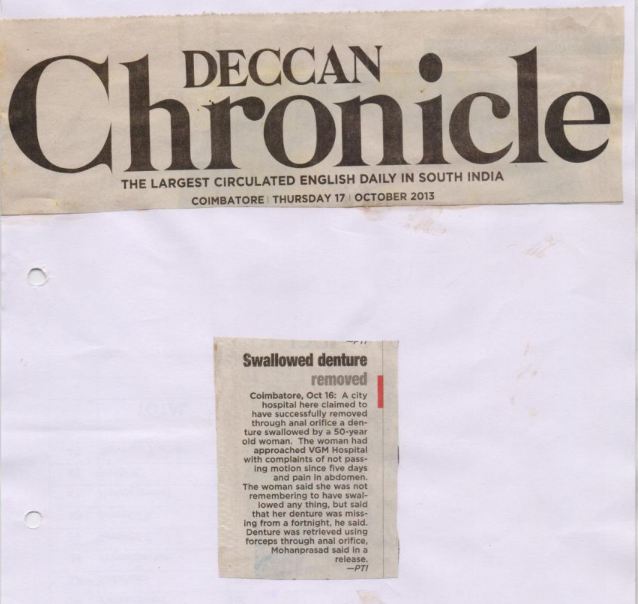 DECCAN
Chronicle
THE LARGEST CIRCULATED ENGLISH DAILY IN SOUTH INDIA
COIMBATORE | THURSDAY 17 | OCTOBER 2013
—PTI
Swallowed denture
removed
Coimbatore, Oct 16: A city
hospital here claimed to
have successfully removed
through anal orifice a den-
ture swallowed by a 50-year
old woman. The woman had
approached VGM Hospital
with complaints of not pass-
ing motion since five days
and pain in abdomen.
The woman said she was not
remembering to have swal-
lowed any thing, but said
that her denture was miss-
ing from a fortnight, he said.
Denture was retrieved using
forceps through anal orifice,
Mohanprasad said in a
release.
—PTI